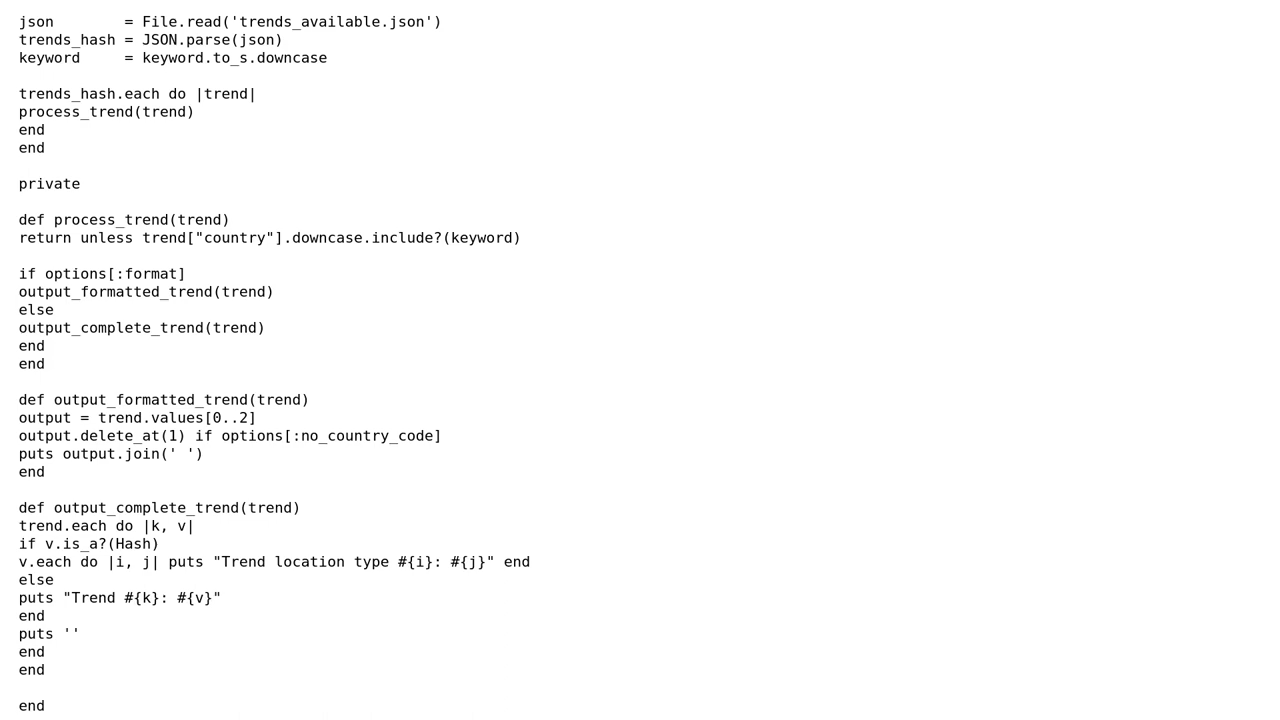 json        = File.read('trends_available.json')
trends_hash = JSON.parse(json)
keyword     = keyword.to_s.downcase

trends_hash.each do |trend|
process_trend(trend)
end
end

private

def process_trend(trend)
return unless trend["country"].downcase.include?(keyword)

if options[:format]
output_formatted_trend(trend)
else
output_complete_trend(trend)
end
end

def output_formatted_trend(trend)
output = trend.values[0..2]
output.delete_at(1) if options[:no_country_code]
puts output.join(' ')
end

def output_complete_trend(trend)
trend.each do |k, v|
if v.is_a?(Hash)
v.each do |i, j| puts "Trend location type #{i}: #{j}" end
else
puts "Trend #{k}: #{v}"
end
puts ''
end
end

end